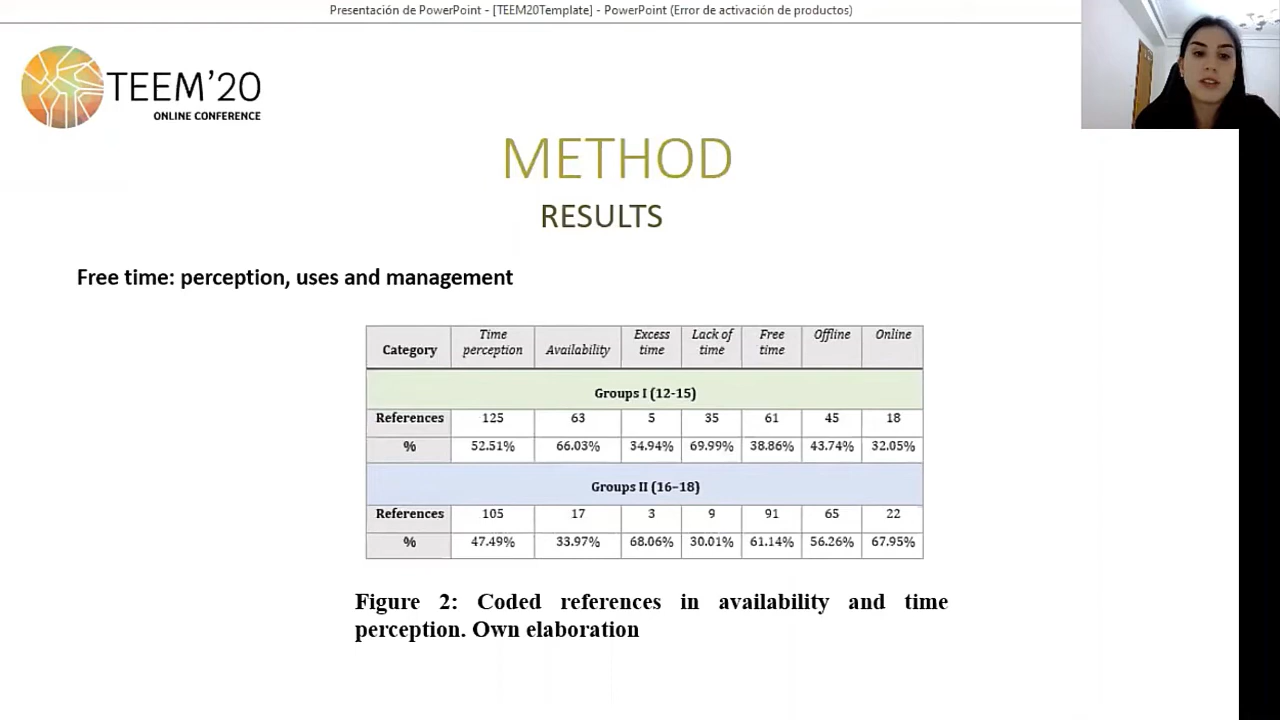 Presentación de PowerPoint - [TEEM20Template] - PowerPoint (Error de activación de productos)
TEEM'20
ONLINE CONFERENCE
METHOD
RESULTS
Free time: perception, uses and management
Category Time perception Availability Excess time Lack of time Free time Offline Online
Groups I (12-15)
References 125 63 5 35 61 45 18
% 52.51% 66.03% 34.94% 69.99% 38.86% 43.74% 32.05%
Groups II (16–18)
References 105 17 3 9 91 65 22
% 47.49% 33.97% 68.06% 30.01% 61.14% 56.26% 67.95%
Figure 2: Coded references in availability and time
perception. Own elaboration